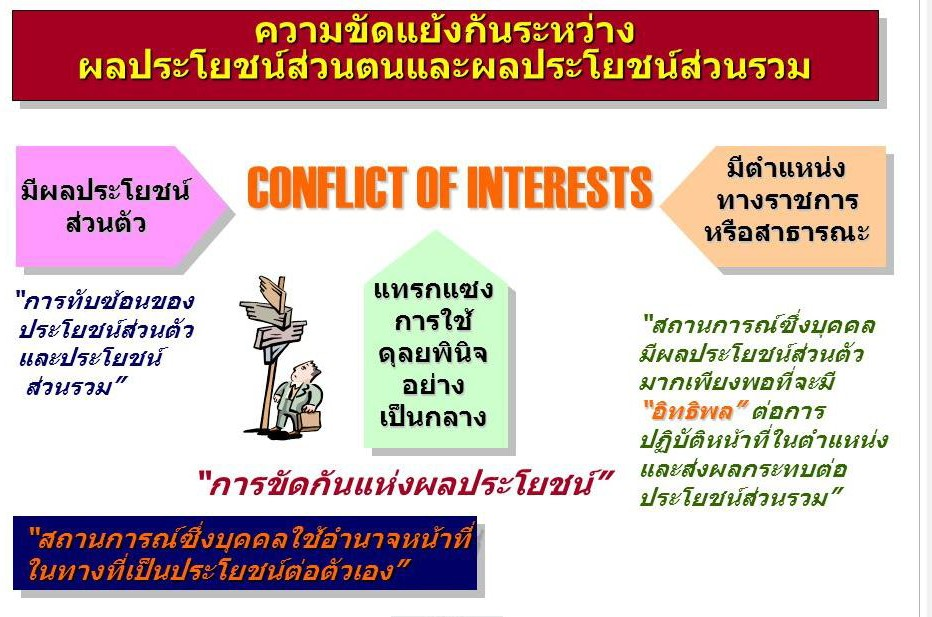 ความขัดแย้งกันระหว่าง
ผลประโยชน์ส่วนตนและผลประโยชน์ส่วนรวม
มีผลประโยชน์
ส่วนตัว
CONFLICT OF INTERESTS
มีตำแหน่ง
ทางราชการ
หรือสาธารณะ
แทรกแซง
การใช้
ดุลยพินิจ
อย่าง
เป็นกลาง
“การทับซ้อนของ
ประโยชน์ส่วนตัว
และประโยชน์
ส่วนรวม”
“สถานการณ์ซึ่งบุคคล
มีผลประโยชน์ส่วนตัว
มากเพียงพอที่จะมี
“อิทธิพล” ต่อการ
ปฏิบัติหน้าที่ในตำแหน่ง
และส่งผลกระทบต่อ
ประโยชน์ส่วนรวม”
“การขัดกันแห่งผลประโยชน์”
“สถานการณ์ซึ่งบุคคลใช้อำนาจหน้าที่
ในทางที่เป็นประโยชน์ต่อตัวเอง”